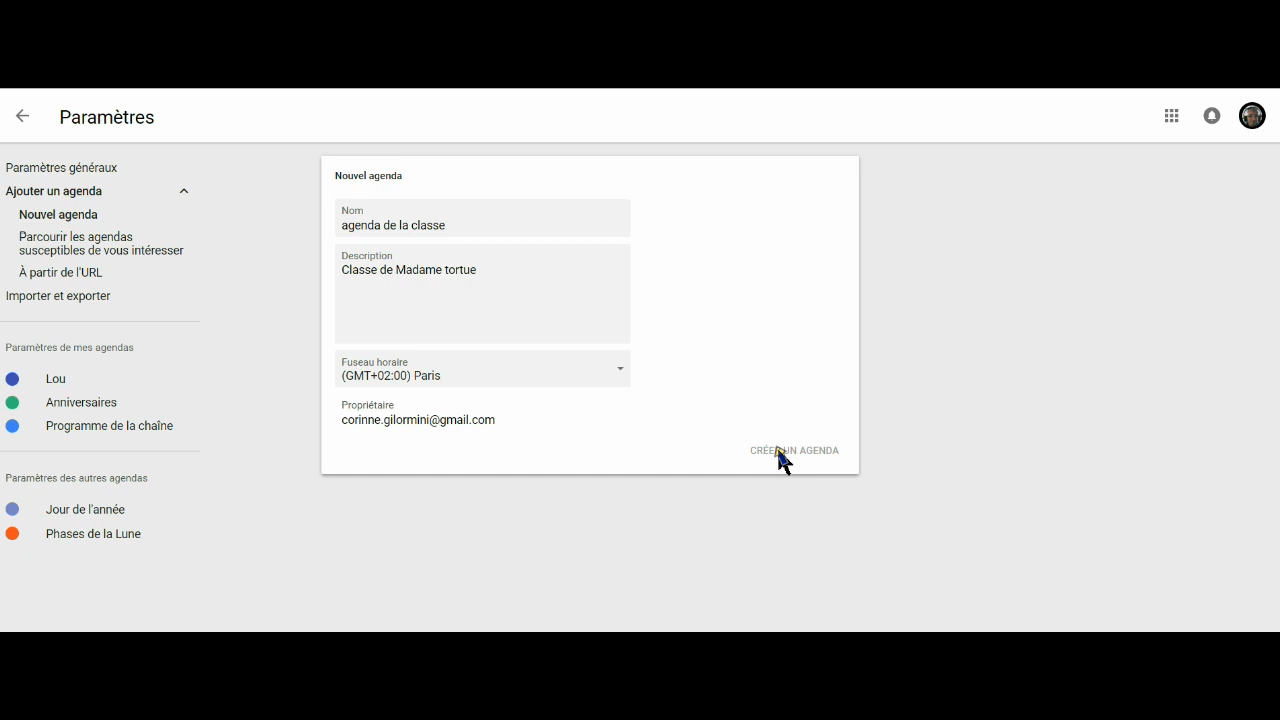 Paramètres
Paramètres généraux
Ajouter un agenda
Nouvel agenda
Parcourir les agendas
susceptibles de vous intéresser
À partir de l'URL
Importer et exporter
Paramètres de mes agendas
Lou
Anniversaires
Programme de la chaîne
Paramètres des autres agendas
Jour de l'année
Phases de la Lune
Nouvel agenda
Nom
agenda de la classe
Description
Classe de Madame tortue
Fuseau horaire
(GMT+02:00) Paris
Propriétaire
corinne.gilormini@gmail.com
CRÉER UN AGENDA